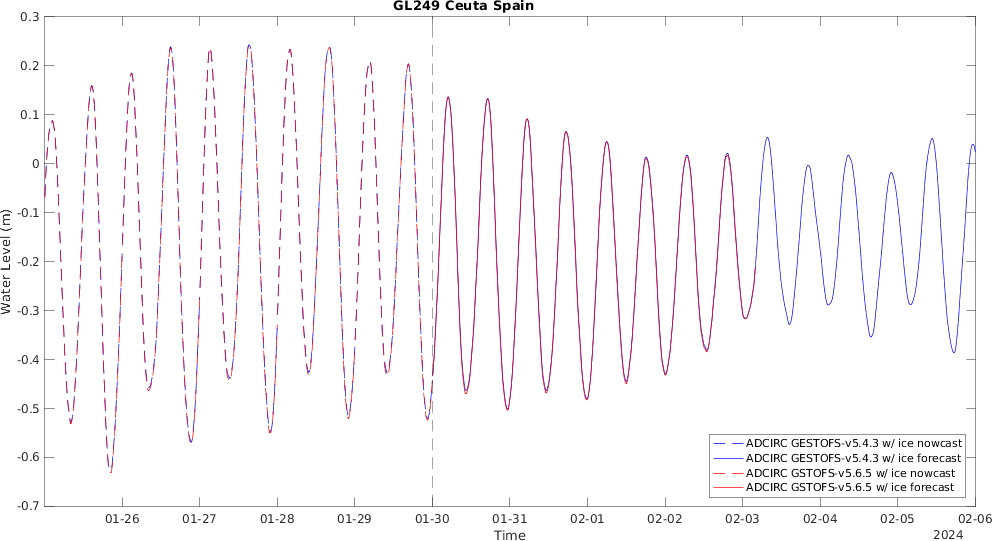 GL249 Ceuta Spain
0.3
0.2
0.1
0
-0.1
-0.2
-0.3
-0.4
-0.5
-0.6
-0.7
Water Level (m)
ADCIRC GESTOFS-v5.4.3 w/ ice nowcast
ADCIRC GESTOFS-v5.4.3 w/ ice forecast
ADCIRC GSTOFS-v5.6.5 w/ ice nowcast
ADCIRC GSTOFS-v5.6.5 w/ ice forecast
01-26 01-27 01-28 01-29 01-30 01-31 02-01 02-02 02-03 02-04 02-05 02-06
Time
2024